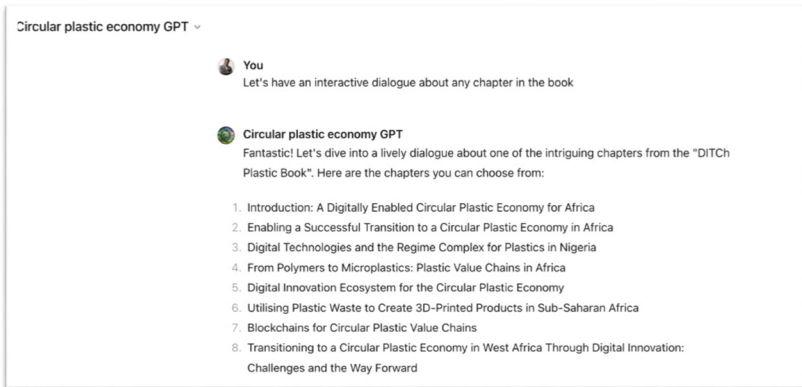 Circular plastic economy GPT
You
Let's have an interactive dialogue about any chapter in the book
Circular plastic economy GPT
Fantastic! Let's dive into a lively dialogue about one of the intriguing chapters from the "DITCh
Plastic Book". Here are the chapters you can choose from:
1. Introduction: A Digitally Enabled Circular Plastic Economy for Africa
2. Enabling a Successful Transition to a Circular Plastic Economy in Africa
3. Digital Technologies and the Regime Complex for Plastics in Nigeria
4. From Polymers to Microplastics: Plastic Value Chains in Africa
5. Digital Innovation Ecosystem for the Circular Plastic Economy
6. Utilising Plastic Waste to Create 3D-Printed Products in Sub-Saharan Africa
7. Blockchains for Circular Plastic Value Chains
8. Transitioning to a Circular Plastic Economy in West Africa Through Digital Innovation:
Challenges and the Way Forward